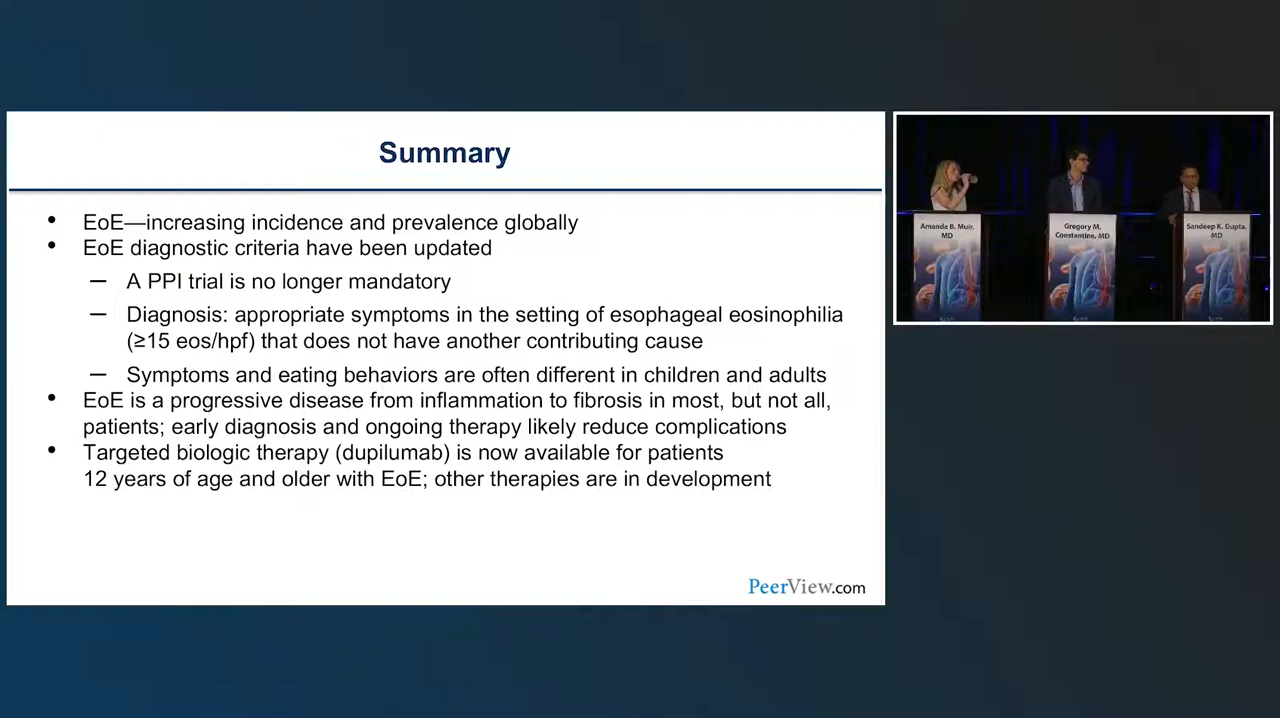 Summary
• EoE—increasing incidence and prevalence globally
• EoE diagnostic criteria have been updated
– A PPI trial is no longer mandatory
– Diagnosis: appropriate symptoms in the setting of esophageal eosinophilia
(≥15 eos/hpf) that does not have another contributing cause
– Symptoms and eating behaviors are often different in children and adults
• EoE is a progressive disease from inflammation to fibrosis in most, but not all,
patients; early diagnosis and ongoing therapy likely reduce complications
• Targeted biologic therapy (dupilumab) is now available for patients
12 years of age and older with EoE; other therapies are in development
PeerView.com
Amanda B. Muir,
MD
Gregory M.
Constantine, MD
Sandeep K. Gupta,
MD